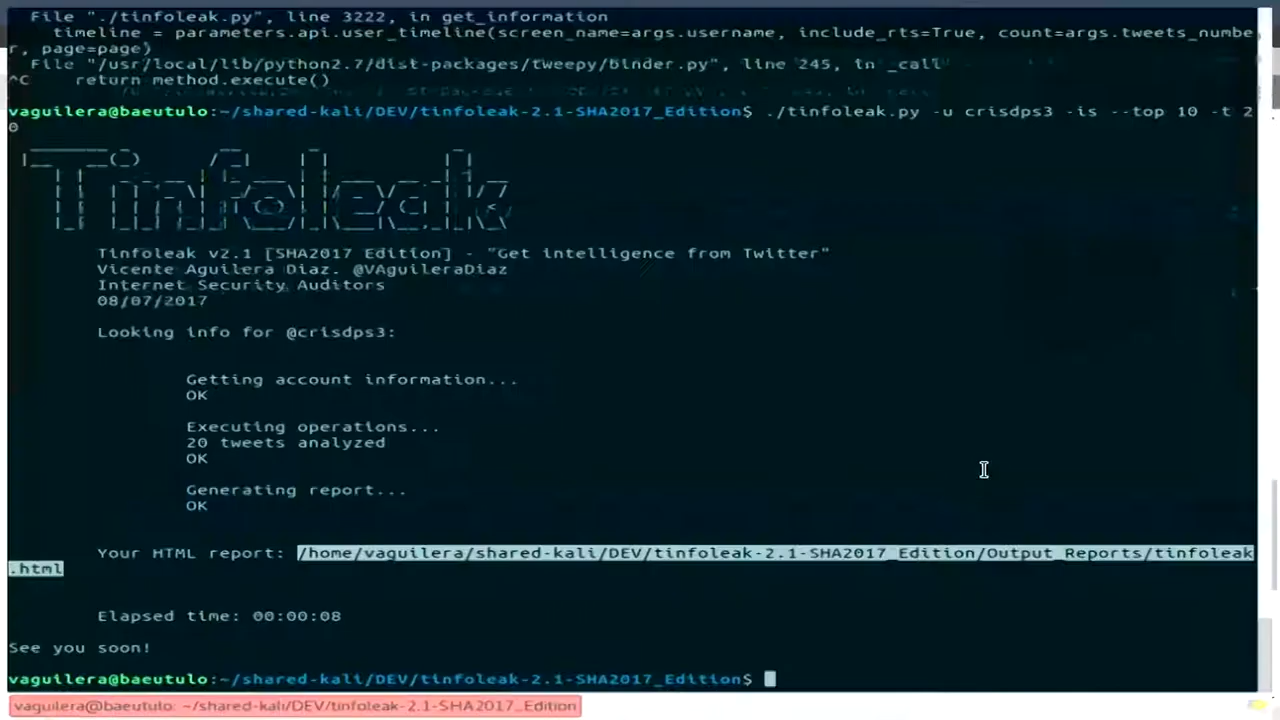 File "./tinfoleak.py", line 3222, in get_information
timeline = parameters.api.user_timeline(screen_name=args.username, include_rts=True, count=args.tweets_numbe
r, page=page)
File "/usr/local/lib/python2.7/dist-packages/tweepy/binder.py", line 245, in _call
^C    return method.execute()
vaguilera@baeutulo:~/shared-kali/DEV/tinfoleak-2.1-SHA2017_Edition$ ./tinfoleak.py -u crisdps3 -is --top 10 -t 2
0
Tinfoleak
Tinfoleak v2.1 [SHA2017 Edition] - "Get intelligence from Twitter"
Vicente Aguilera Diaz. @VAguileraDiaz
Internet Security Auditors
08/07/2017
Looking info for @crisdps3:
Getting account information...
OK
Executing operations...
20 tweets analyzed
OK
Generating report...
OK
Your HTML report: /home/vaguilera/shared-kali/DEV/tinfoleak-2.1-SHA2017_Edition/Output_Reports/tinfoleak
.html
Elapsed time: 00:00:08
See you soon!
vaguilera@baeutulo:~/shared-kali/DEV/tinfoleak-2.1-SHA2017_Edition$
vaguilera@baeutulo: ~/shared-kali/DEV/tinfoleak-2.1-SHA2017_Edition